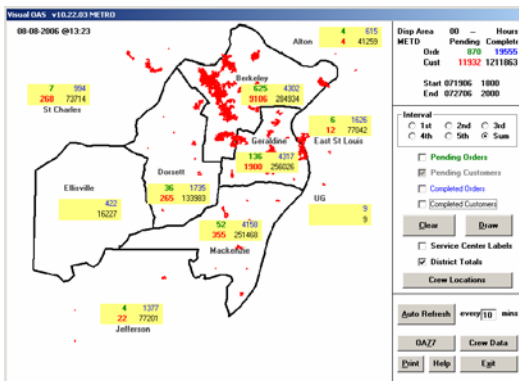 Visual OAS v10.22.03 METRO
08-08-2006 @13:23
4 615
4 41259
Alton
7 994
268 73714
St Charles
Berkeley
625 4302
9106 284934
6 1626
12 77042
East St Louis
Geraldine
136 4317
1900 256026
Dorsett
36 1735
265 133983
Ellisville
422
16227
UG
9
9
52 4158
355 251468
Mackenzie
4 1377
22 77201
Jefferson
Disp Area 00 – Hours
METD Pending Complete
Ordr 870 19555
Cust 11932 1211863
Start 071906 1800
End 072706 2000
Interval
1st 2nd 3rd
4th 5th Sum
Pending Orders
Pending Customers
Completed Orders
Completed Customers
Clear Draw
Service Center Labels
District Totals
Crew Locations
Auto Refresh every 10 mins
OAZ7 Crew Data
Print Help Exit